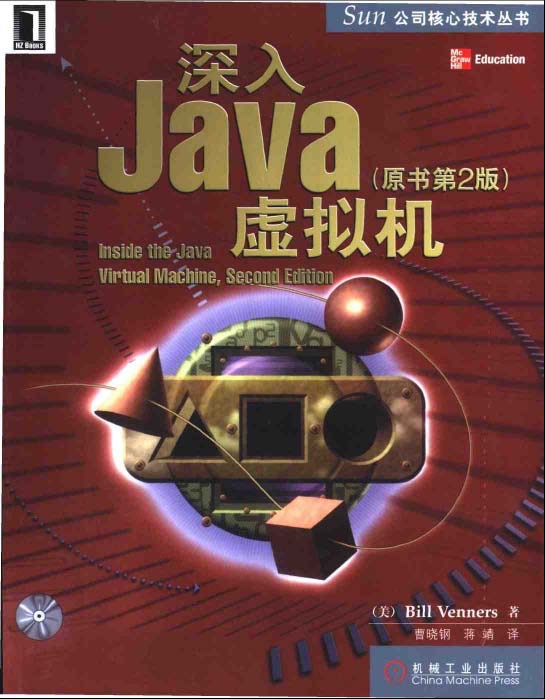 HZ Books
Sun 公司核心技术丛书
Mc
Graw
Hill Education
深入
Java
(原书第2版)
虚拟机
Inside the Java
Virtual Machine, Second Edition
(美) Bill Venners 著
曹晓钢 蒋靖 译
机械工业出版社
China Machine Press